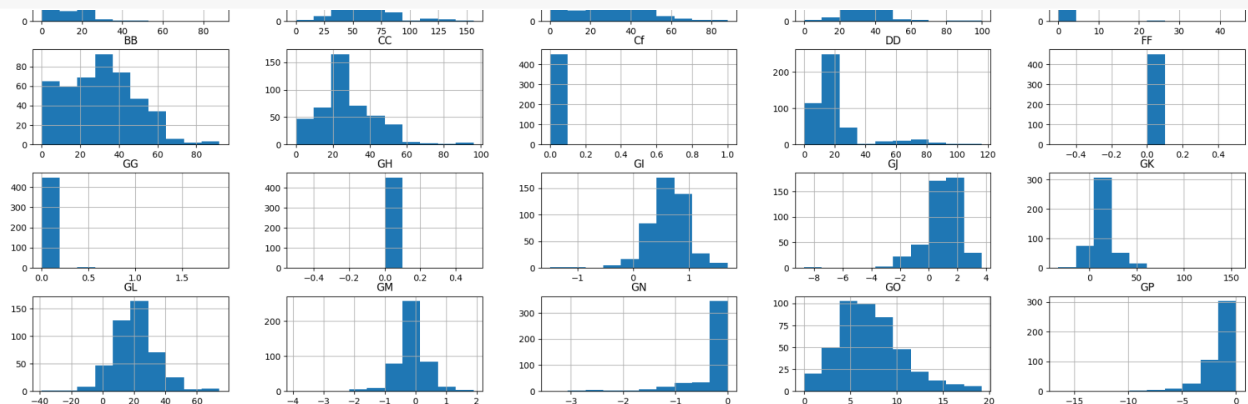 0 20 40 60 80 0 25 50 75 100 125 150 0 20 40 60 80 0 20 40 60 80 100 0 10 20 30 40
BB CC Cf DD FF
80 150 400 200 400
60 300 300
40 100 200 100 200
20 50 100 100
0 0 0 0 0
0 20 40 60 80 0 20 40 60 80 100 0.0 0.2 0.4 0.6 0.8 1.0 0 20 40 60 80 100 120 −0.4 −0.2 0.0 0.2 0.4
GG GH GI GJ GK
400 400 150 150 300
300 300 100 100 200
200 200
100 100 50 50 100
0 0 0 0 0
0.0 0.5 1.0 1.5 −0.4 −0.2 0.0 0.2 0.4 −1 0 1 −8 −6 −4 −2 0 2 4 0 50 100 150
GL GM GN GO GP
150 200 300 100 300
100 200 75 200
50 100 100 50 100
25
0 0 0 0 0
−40 −20 0 20 40 60 −4 −3 −2 −1 0 1 2 −3 −2 −1 0 0 5 10 15 20 −15 −10 −5 0